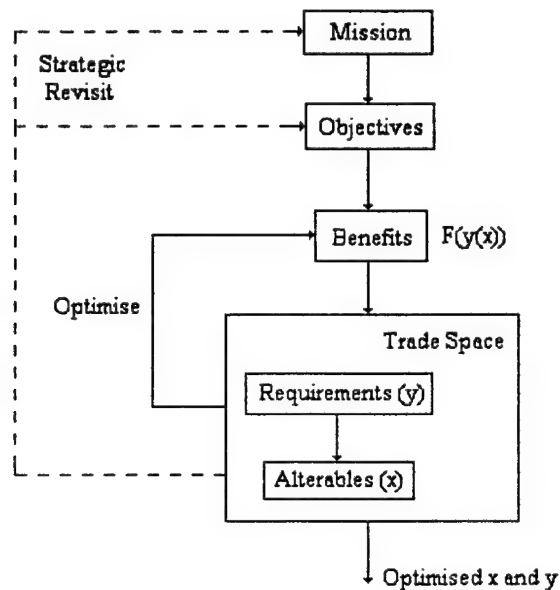 Mission
Strategic
Revisit
Objectives
Benefits
F(y(x))
Optimise
Trade Space
Requirements (y)
Alterables (x)
Optimised x and y